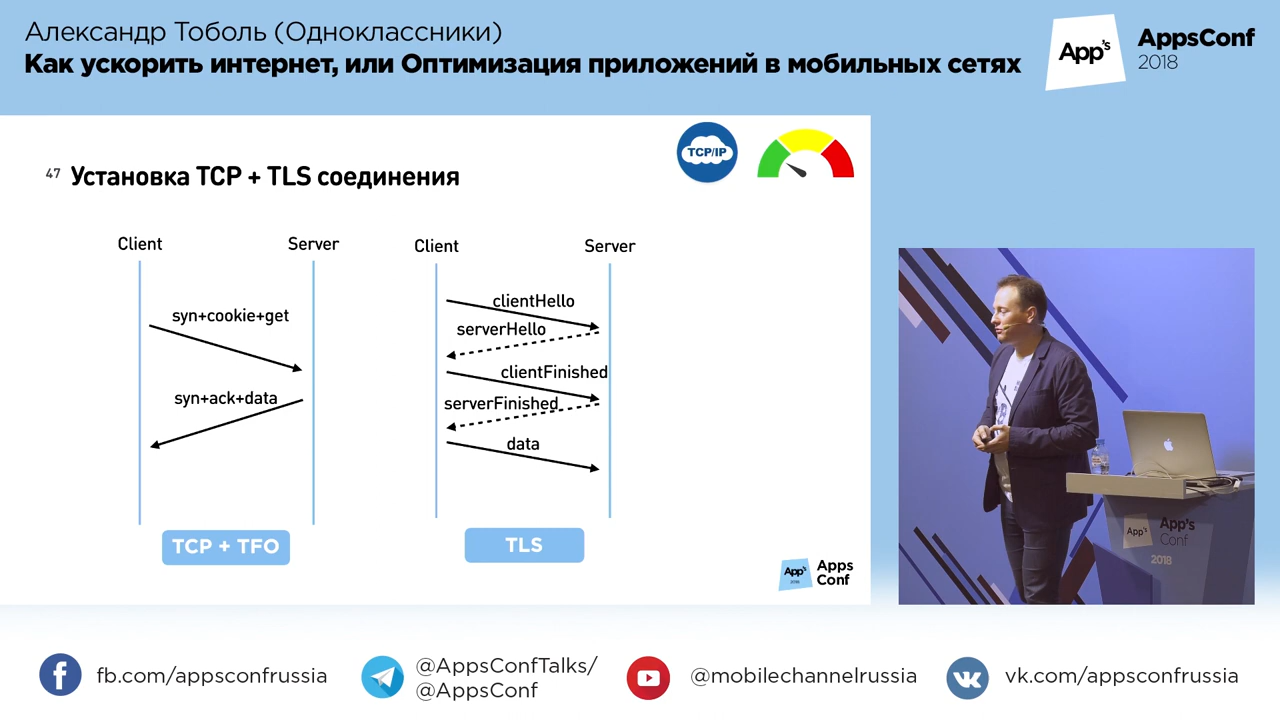 Александр Тоболь (Одноклассники)
Как ускорить интернет, или Оптимизация приложений в мобильных сетях
App's
AppsConf
2018
TCP/IP
47 Установка TCP + TLS соединения
Client
Server
syn+cookie+get
syn+ack+data
TCP + TFO
Client
Server
clientHello
serverHello
clientFinished
serverFinished
data
TLS
App's
2018
Apps
Conf
App's
App's
Conf
2018
fb.com/appsconfrussia
@AppsConfTalks/
@AppsConf
@mobilechannelrussia
vk.com/appsconfrussia